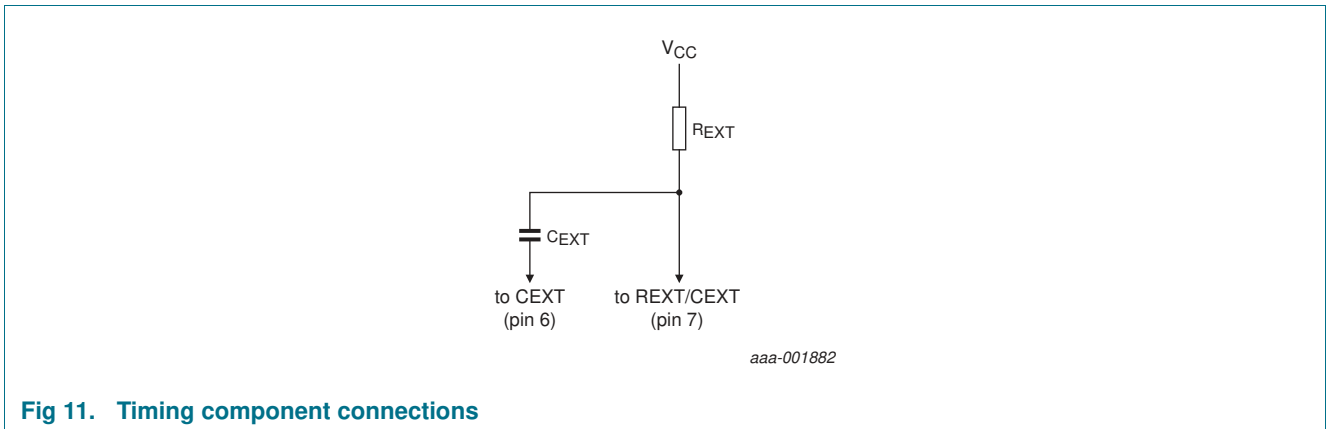 VCC
REXT
CEXT
to CEXT
(pin 6)
to REXT/CEXT
(pin 7)
aaa-001882
Fig 11. Timing component connections